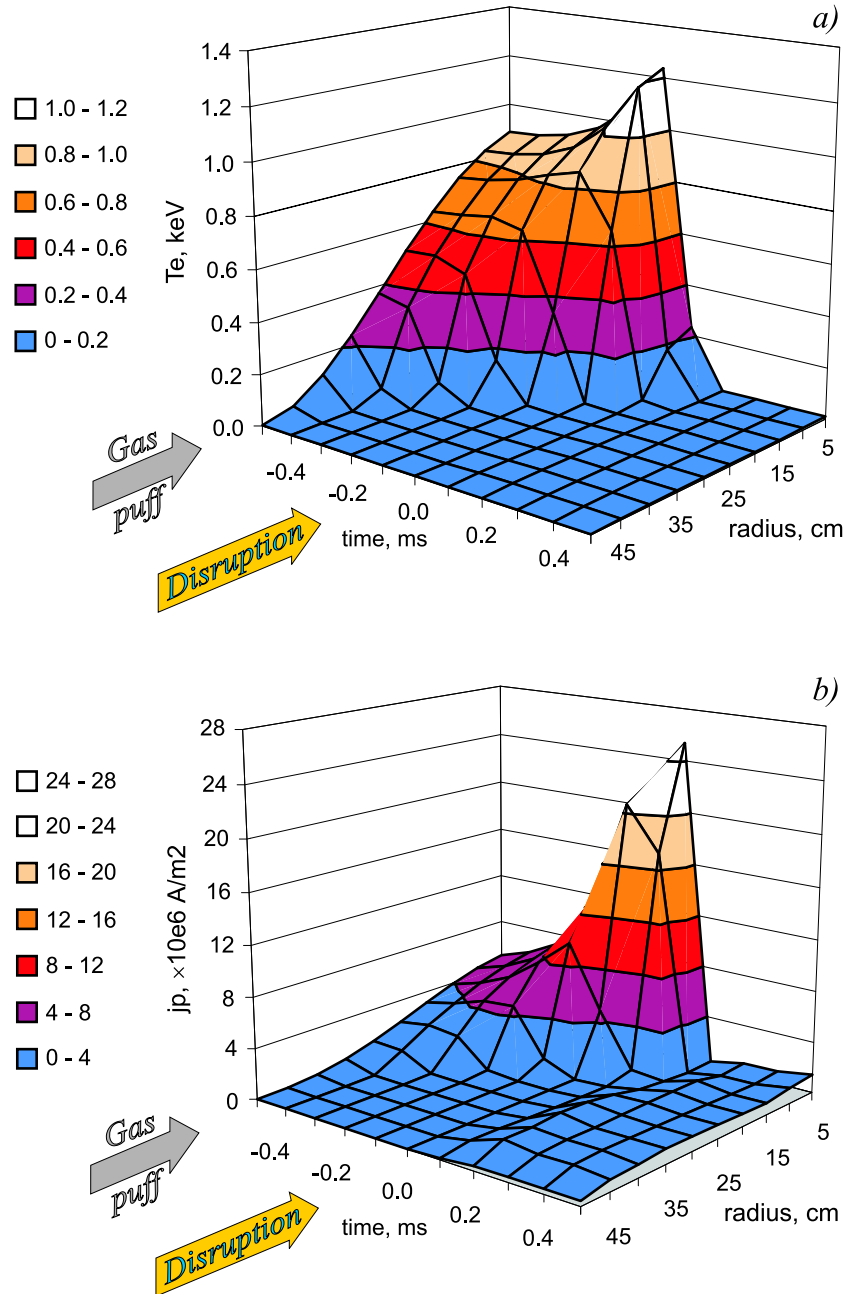 a)
1.4
1.2
1.0
0.8
0.6
0.4
0.2
0.0
Te, keV
1.0 - 1.2
0.8 - 1.0
0.6 - 0.8
0.4 - 0.6
0.2 - 0.4
0 - 0.2
Gas
puff
Disruption
-0.4
-0.2
0.0
0.2
0.4
time, ms
5
15
25
35
45
radius, cm
b)
28
24
20
16
12
8
4
0
jp, ×10e6 A/m2
24 - 28
20 - 24
16 - 20
12 - 16
8 - 12
4 - 8
0 - 4
Gas
puff
Disruption
-0.4
-0.2
0.0
0.2
0.4
time, ms
5
15
25
35
45
radius, cm